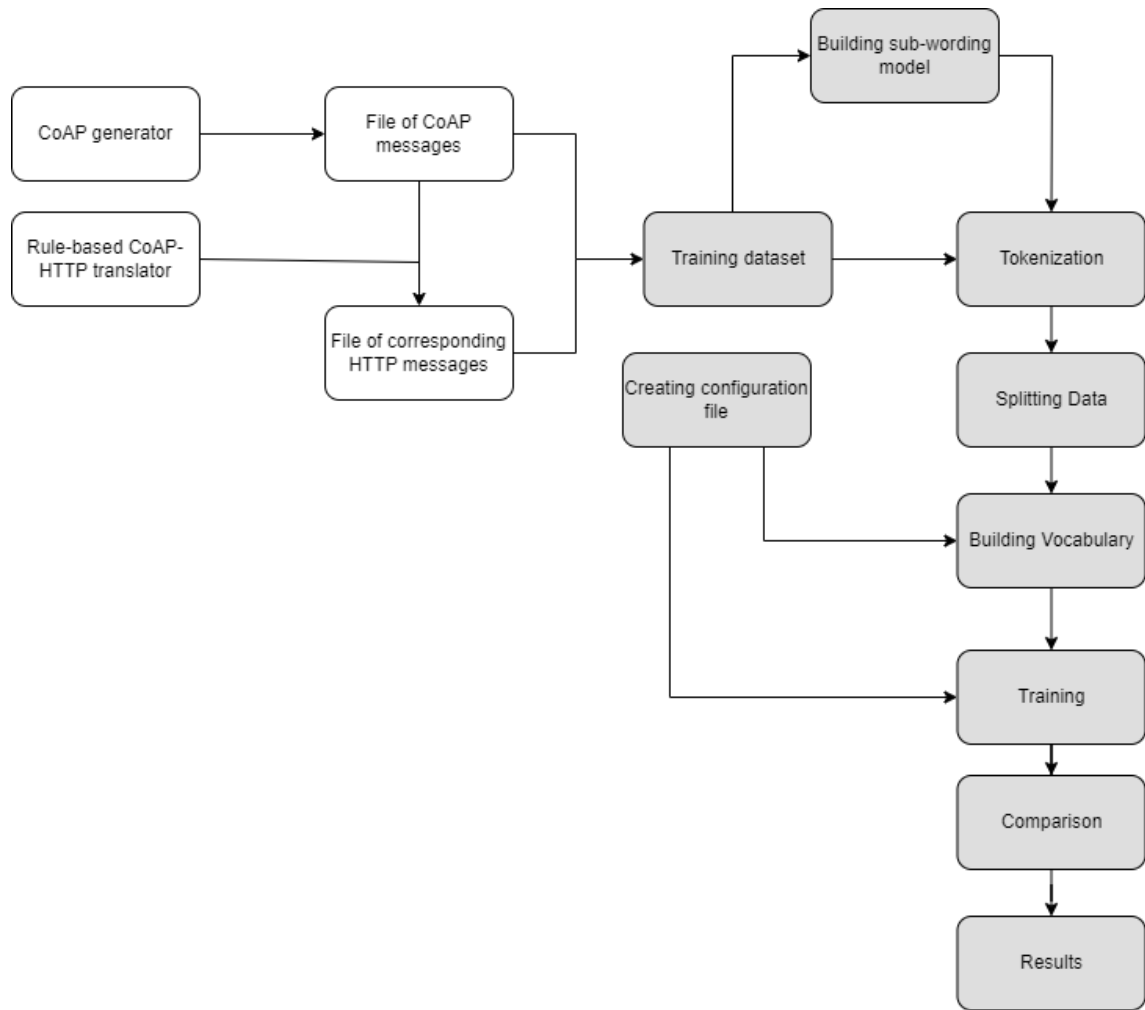 Building sub-wording
model
CoAP generator
File of CoAP
messages
Rule-based CoAP-
HTTP translator
Training dataset
Tokenization
File of corresponding
HTTP messages
Creating configuration
file
Splitting Data
Building Vocabulary
Training
Comparison
Results